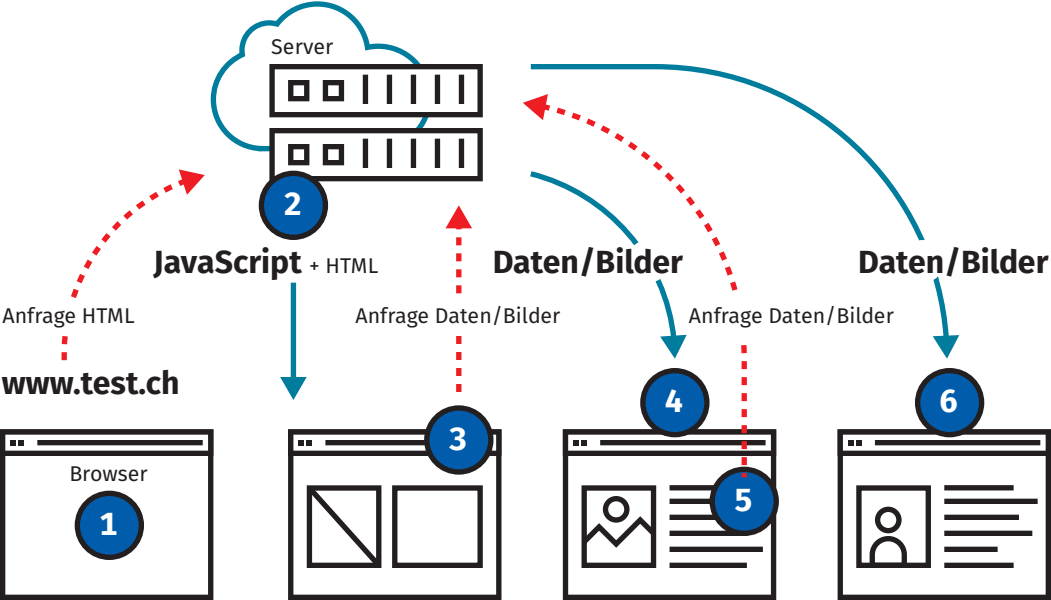 Server
2
JavaScript + HTML
Daten/Bilder
Daten/Bilder
Anfrage HTML
Anfrage Daten/Bilder
Anfrage Daten/Bilder
www.test.ch
4
6
3
Browser
1
5